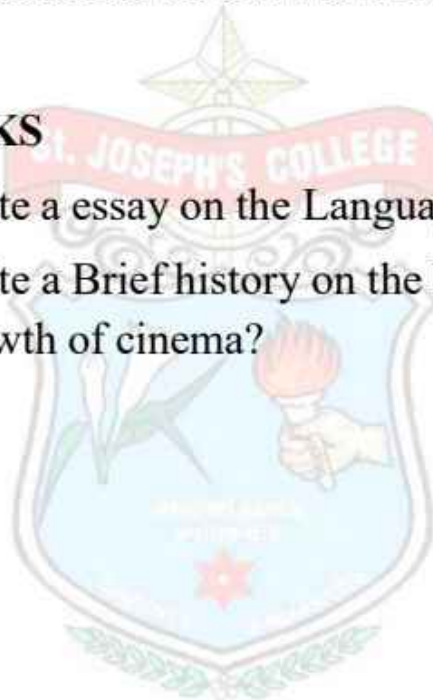 KS
St. JOSEPH'S COLLEGE
te a essay on the Langua
te a Brief history on the
wth of cinema?